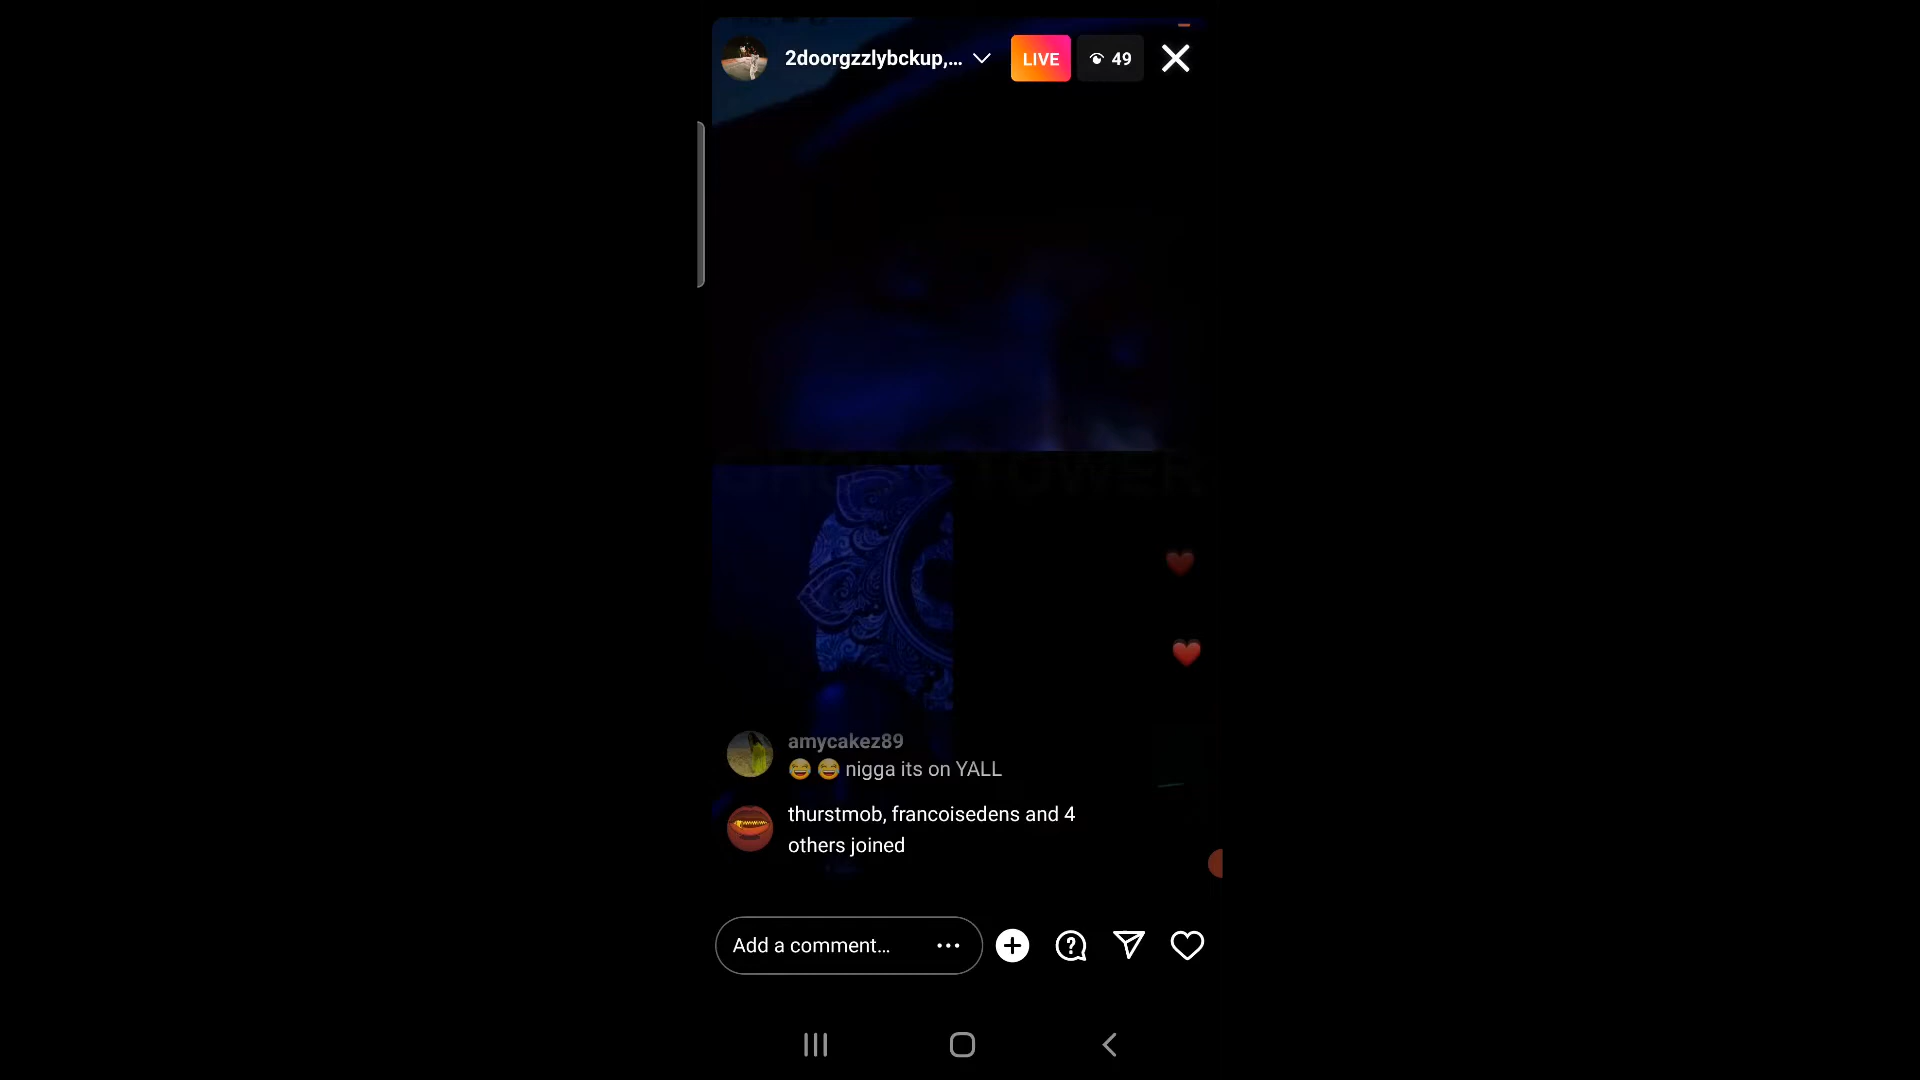 2doorgzzlybckup,...
LIVE
49
amycakez89
😂 😂 nigga its on YALL
thurstmob, francoisedens and 4
others joined
Add a comment...